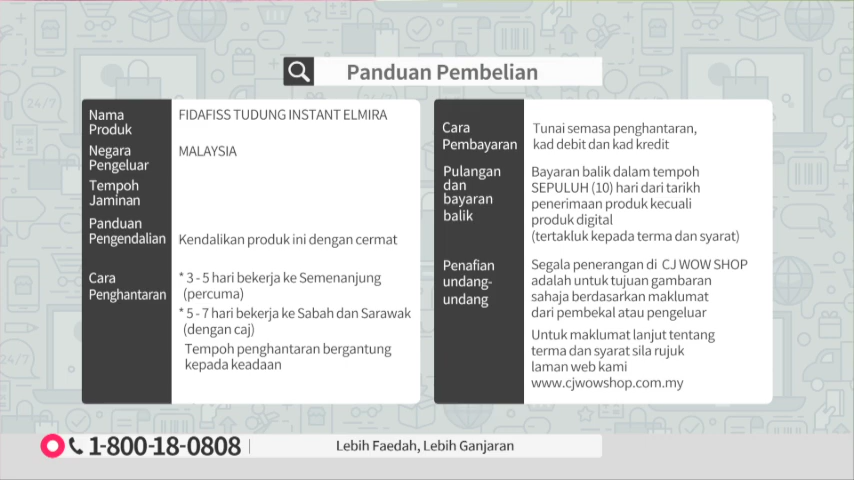 Panduan Pembelian
Nama
Produk
FIDAFISS TUDUNG INSTANT ELMIRA
Negara
Pengeluar
MALAYSIA
Tempoh
Jaminan
Panduan
Pengendalian
Kendalikan produk ini dengan cermat
Cara
Penghantaran
* 3 - 5 hari bekerja ke Semenanjung
(percuma)
* 5 - 7 hari bekerja ke Sabah dan Sarawak
(dengan caj)
Tempoh penghantaran bergantung
kepada keadaan
Cara
Pembayaran
Tunai semasa penghantaran,
kad debit dan kad kredit
Pulangan
dan
bayaran
balik
Bayaran balik dalam tempoh
SEPULUH (10) hari dari tarikh
penerimaan produk kecuali
produk digital
(tertakluk kepada terma dan syarat)
Penafian
undang-
undang
Segala penerangan di CJ WOW SHOP
adalah untuk tujuan gambaran
sahaja berdasarkan maklumat
dari pembekal atau pengeluar
Untuk maklumat lanjut tentang
terma dan syarat sila rujuk
laman web kami
www.cjwowshop.com.my
1-800-18-0808
Lebih Faedah, Lebih Ganjaran
24/7
24/7